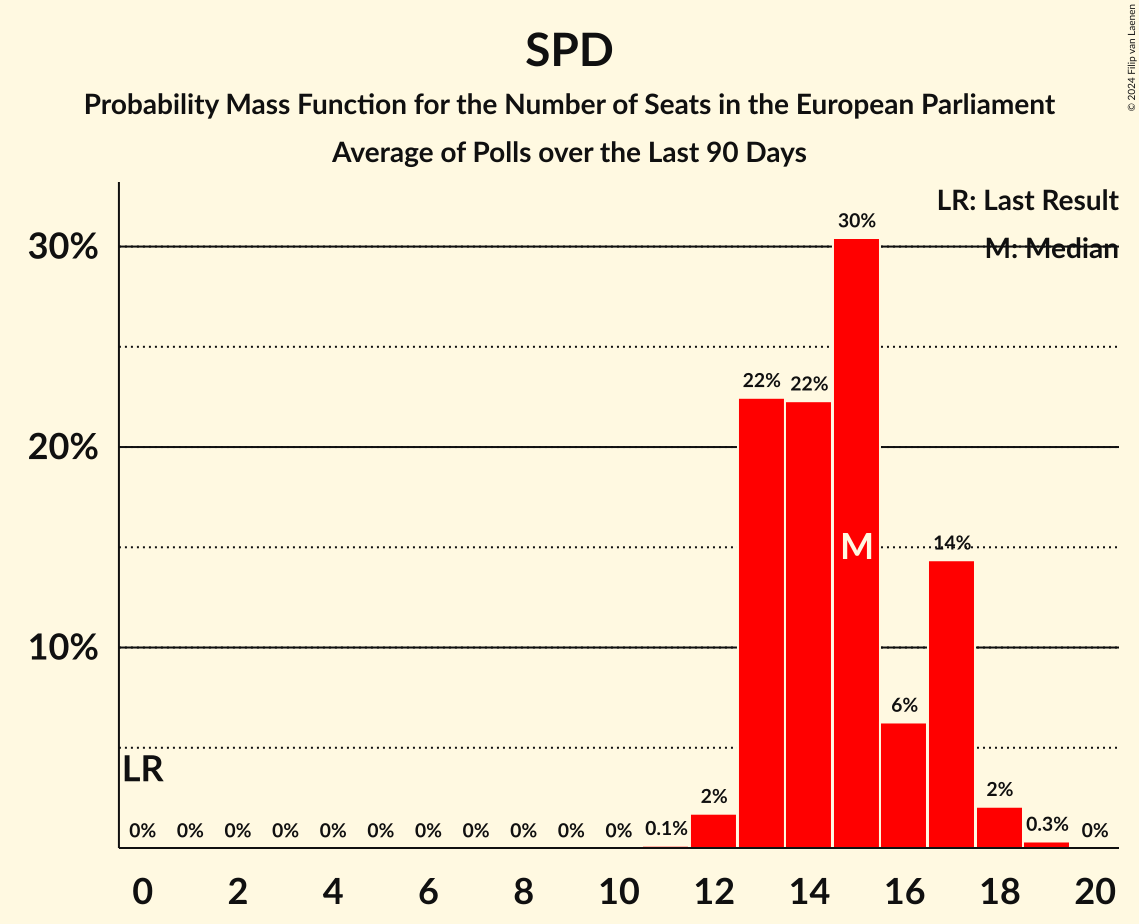 SPD
Probability Mass Function for the Number of Seats in the European Parliament
Average of Polls over the Last 90 Days
© 2024 Filip van Laenen
LR: Last Result
M: Median
30%
20%
10%
30%
22%
22%
M
14%
6%
LR
2%
2%
0% 0% 0% 0% 0% 0% 0% 0% 0% 0% 0% 0.1% 0.3% 0%
0 2 4 6 8 10 12 14 16 18 20